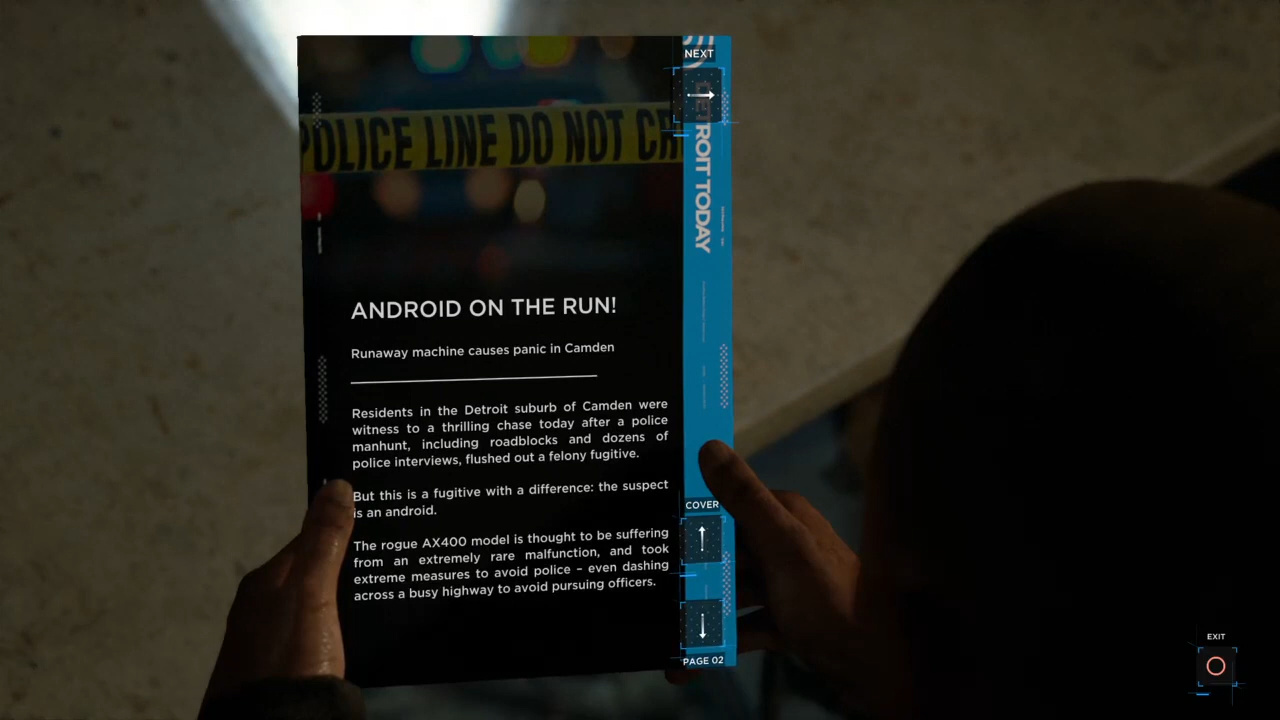 NEXT
POLICE LINE DO NOT CR
DETROIT TODAY
ANDROID ON THE RUN!
Runaway machine causes panic in Camden
Residents in the Detroit suburb of Camden were
witness to a thrilling chase today after a police
manhunt, including roadblocks and dozens of
police interviews, flushed out a felony fugitive.
But this is a fugitive with a difference: the suspect
is an android.
The rogue AX400 model is thought to be suffering
from an extremely rare malfunction, and took
extreme measures to avoid police – even dashing
across a busy highway to avoid pursuing officers.
COVER
PAGE 02
EXIT